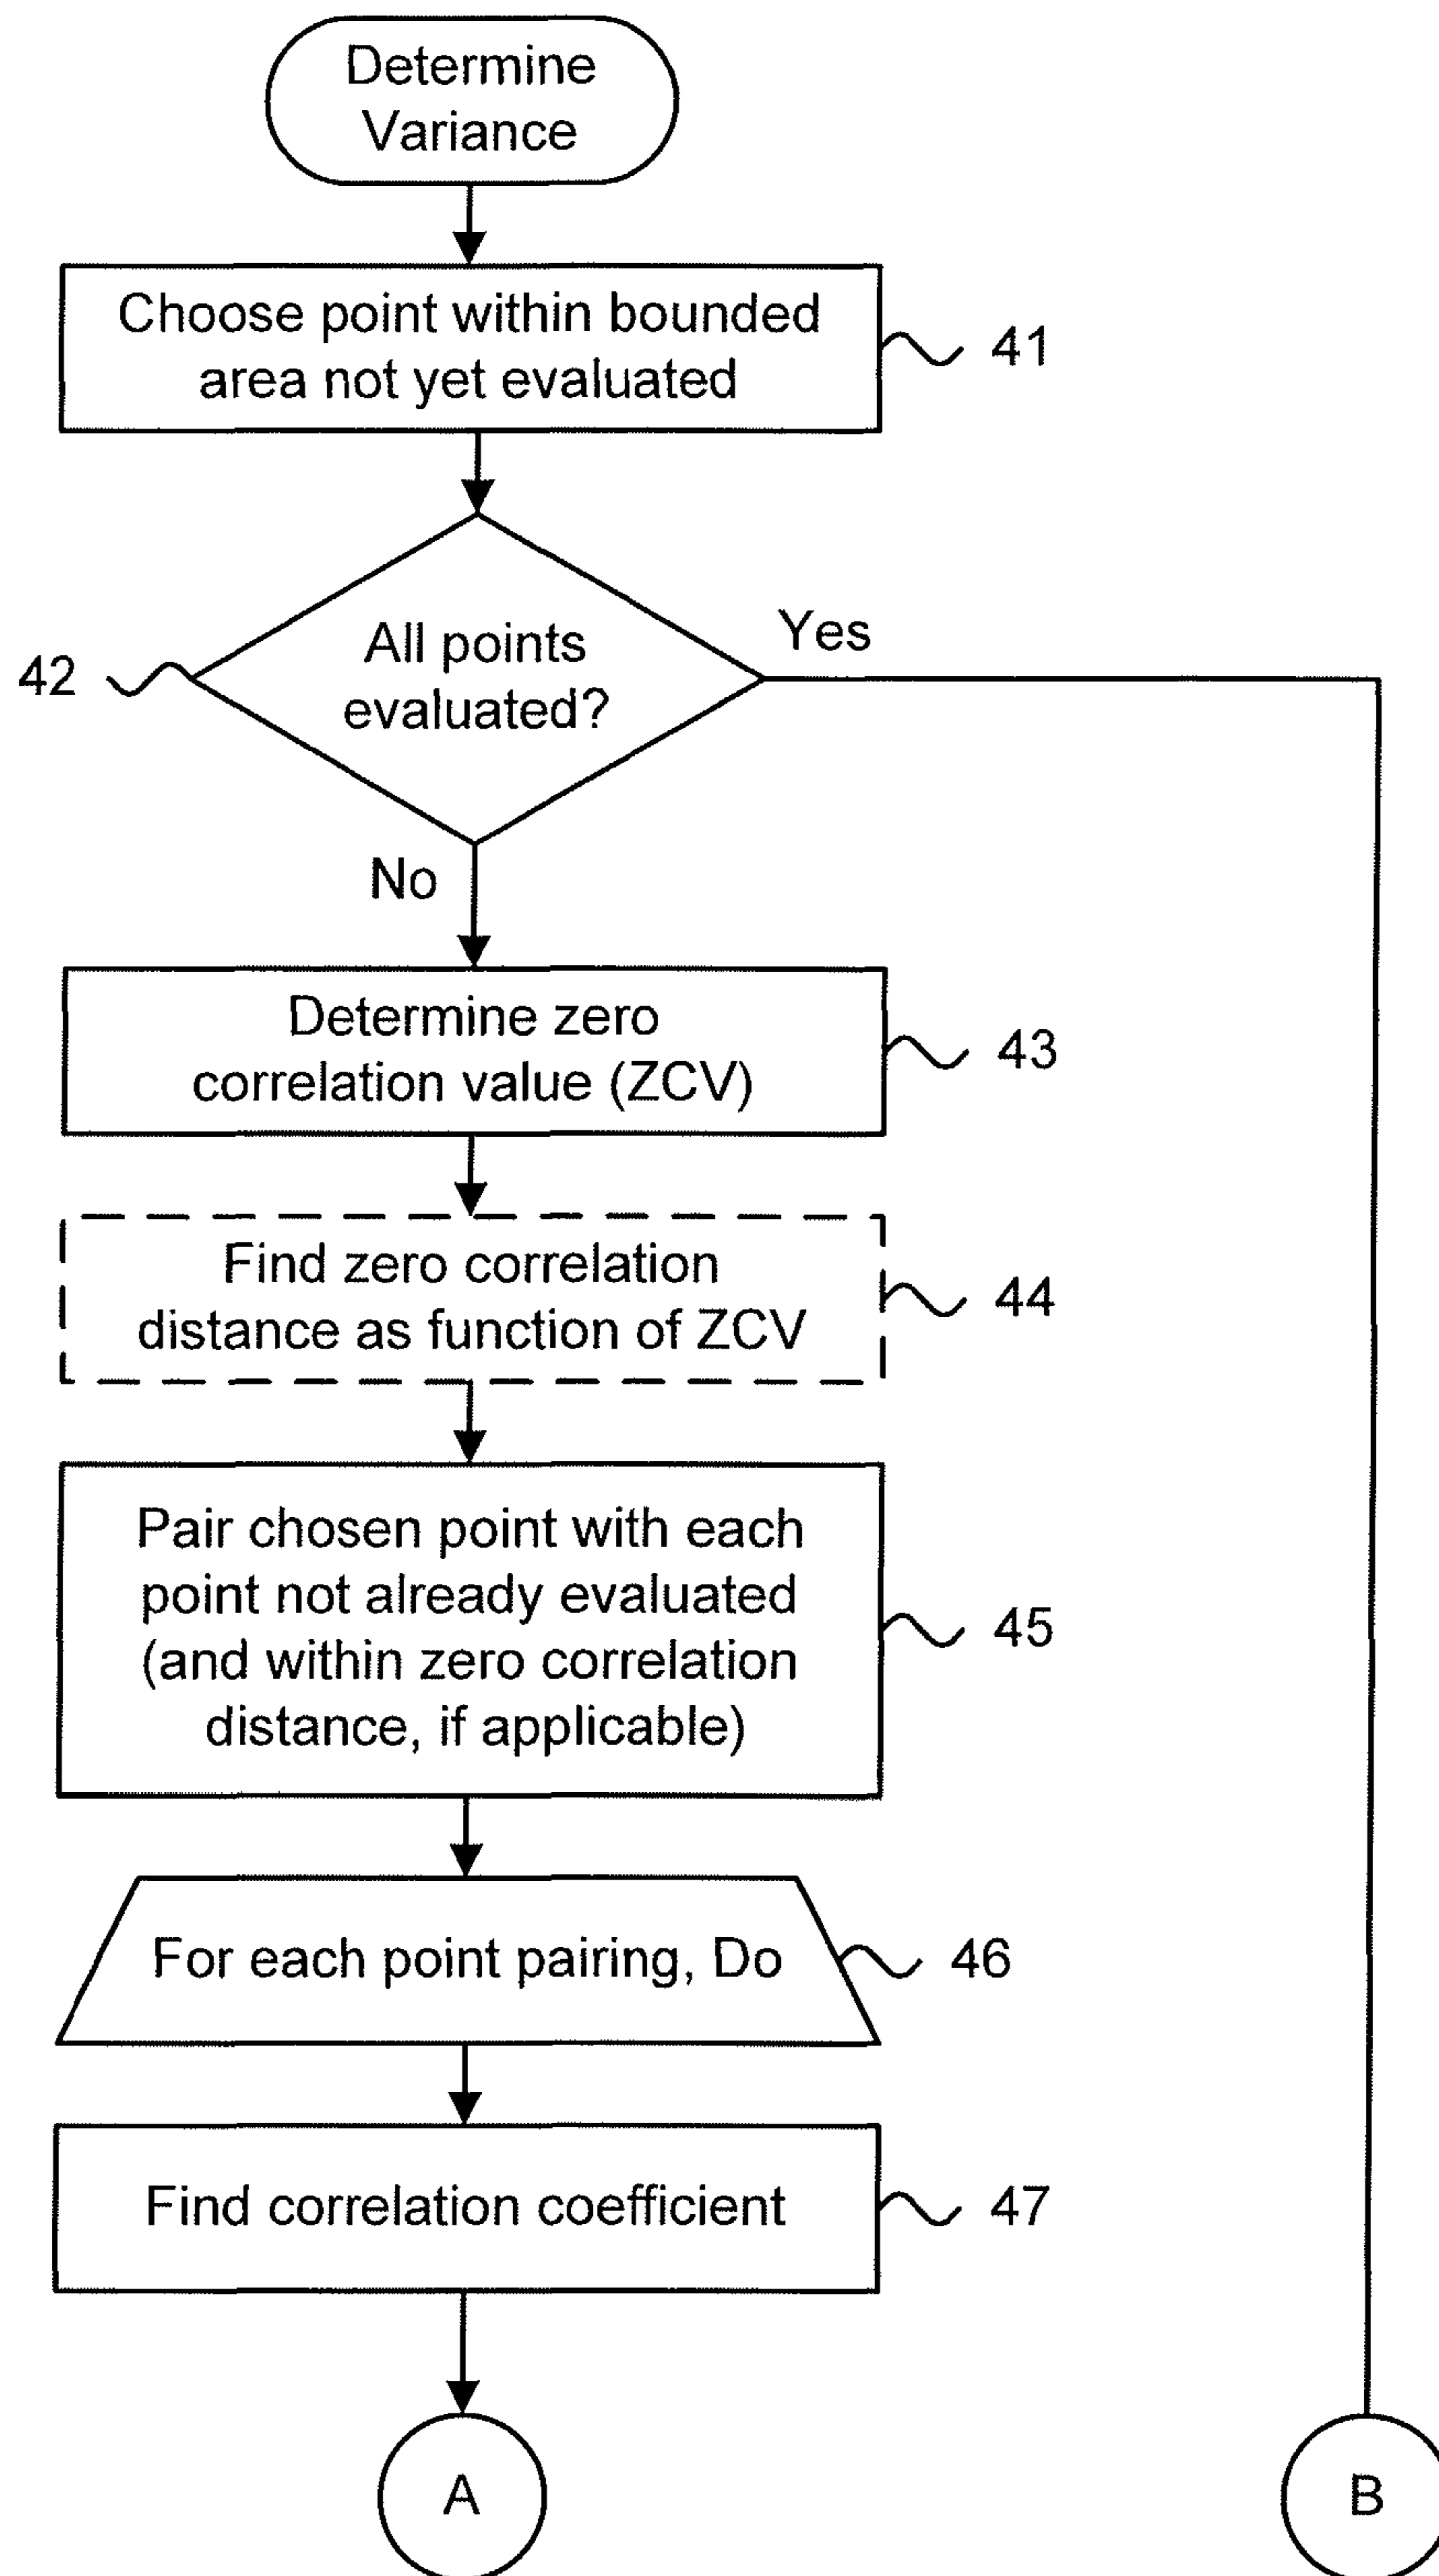 Determine
Variance
Choose point within bounded
area not yet evaluated
41
All points
evaluated?
42
Yes
No
Determine zero
correlation value (ZCV)
43
Find zero correlation
distance as function of ZCV
44
Pair chosen point with each
point not already evaluated
(and within zero correlation
distance, if applicable)
45
For each point pairing, Do
46
Find correlation coefficient
47
A
B